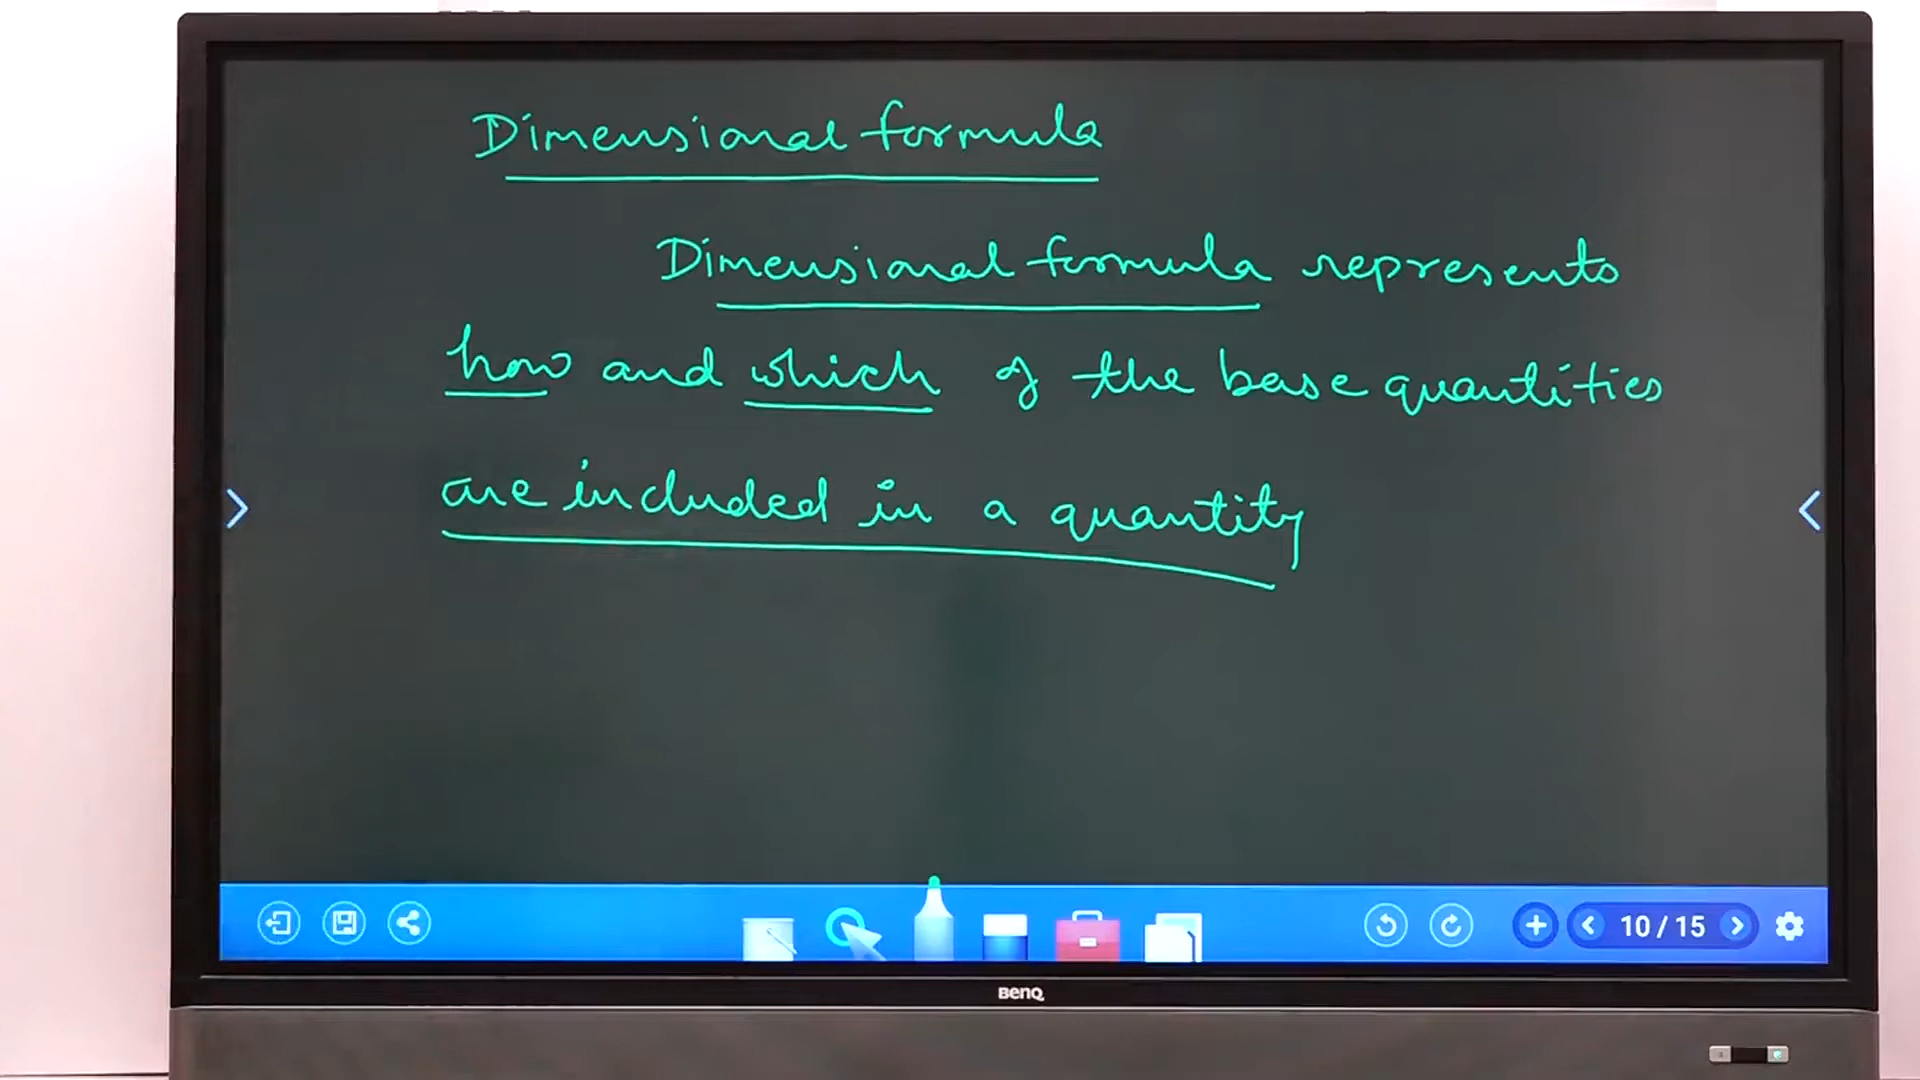 Dimensional formula
Dimensional formula represents
how and which of the base quantities
are included in a quantity
10 / 15
BenQ